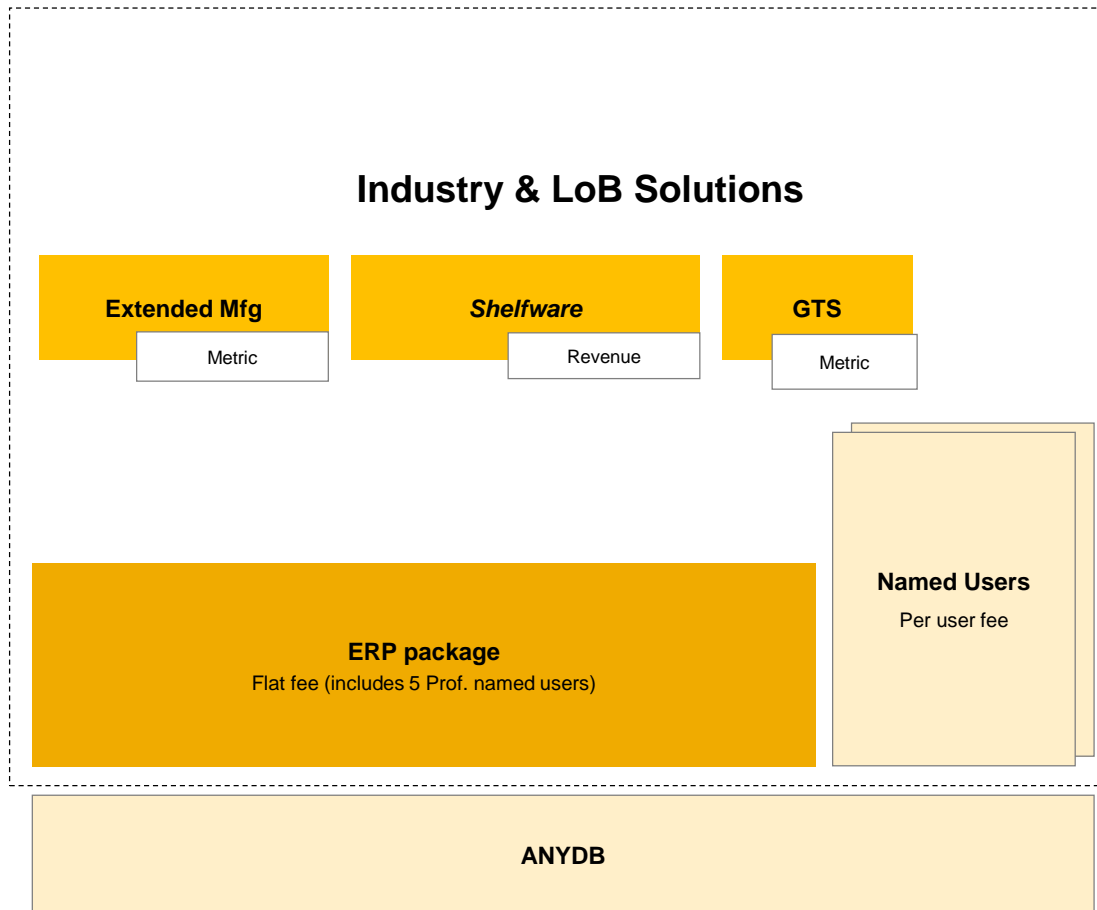 Industry & LoB Solutions
Extended Mfg
Metric
Shelfware
Revenue
GTS
Metric
Named Users
Per user fee
ERP package
Flat fee (includes 5 Prof. named users)
ANYDB